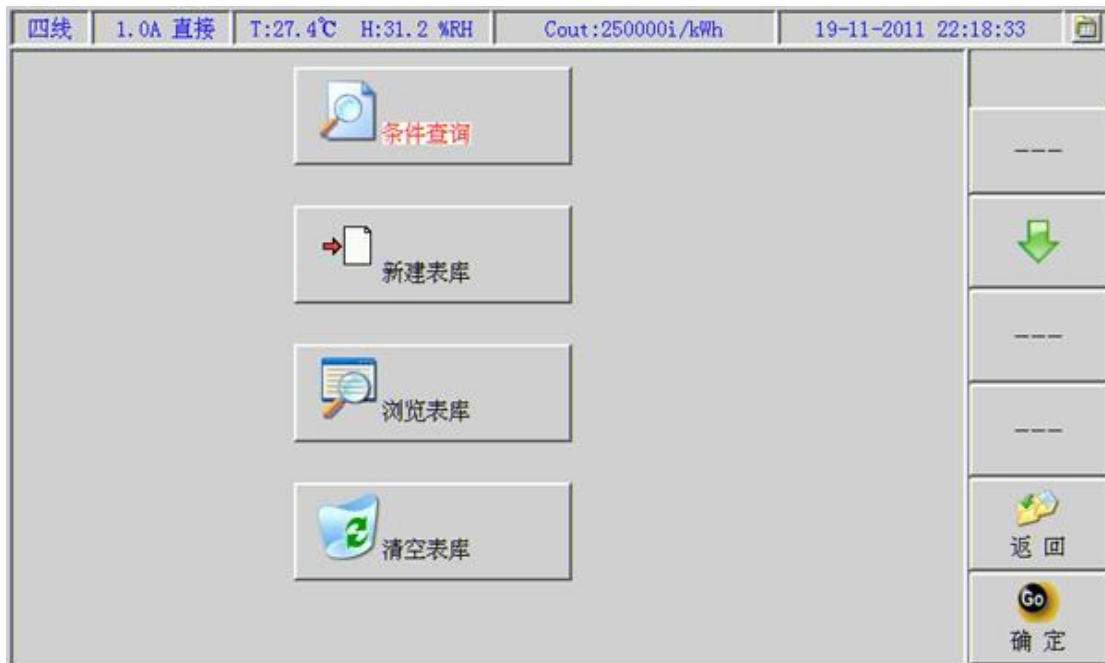 四线 1.0A 直接 T:27.4℃ H:31.2 %RH Cout:250000i/kWh 19-11-2011 22:18:33
条件查询
---
新建表库
---
浏览表库
---
清空表库
返 回
Go
确 定